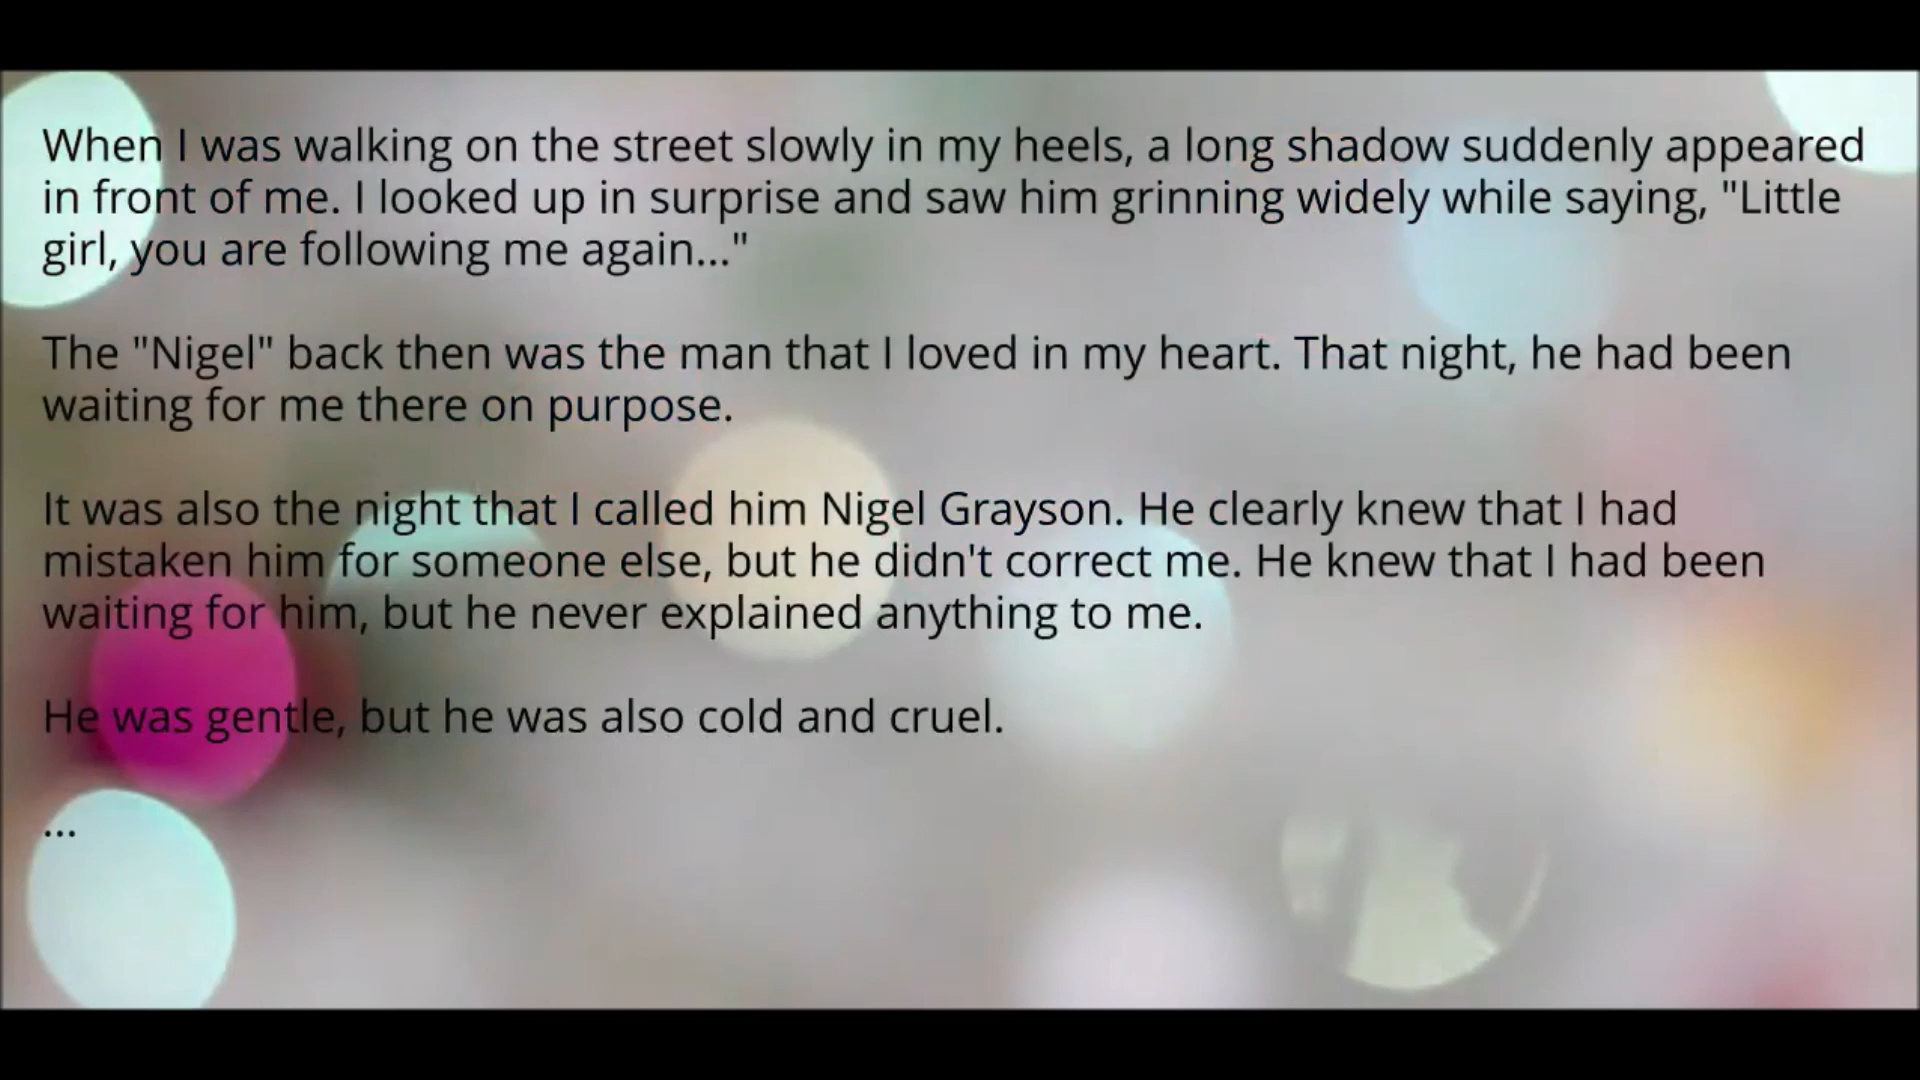 When I was walking on the street slowly in my heels, a long shadow suddenly appeared
in front of me. I looked up in surprise and saw him grinning widely while saying, "Little
girl, you are following me again..."
The "Nigel" back then was the man that I loved in my heart. That night, he had been
waiting for me there on purpose.
It was also the night that I called him Nigel Grayson. He clearly knew that I had
mistaken him for someone else, but he didn't correct me. He knew that I had been
waiting for him, but he never explained anything to me.
He was gentle, but he was also cold and cruel.
...